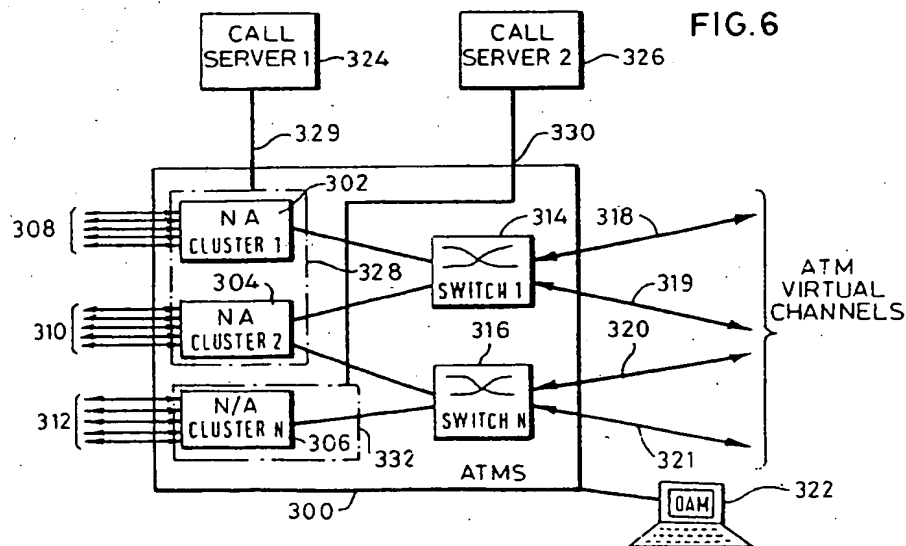 FIG.6
CALL
SERVER 1
324
CALL
SERVER 2
326
329
330
302
NA
CLUSTER 1
308
328
304
NA
CLUSTER 2
310
N/A
CLUSTER N
306
312
332
314
SWITCH 1
316
SWITCH N
318
319
320
321
ATM
VIRTUAL
CHANNELS
ATMS
300
OAM
322